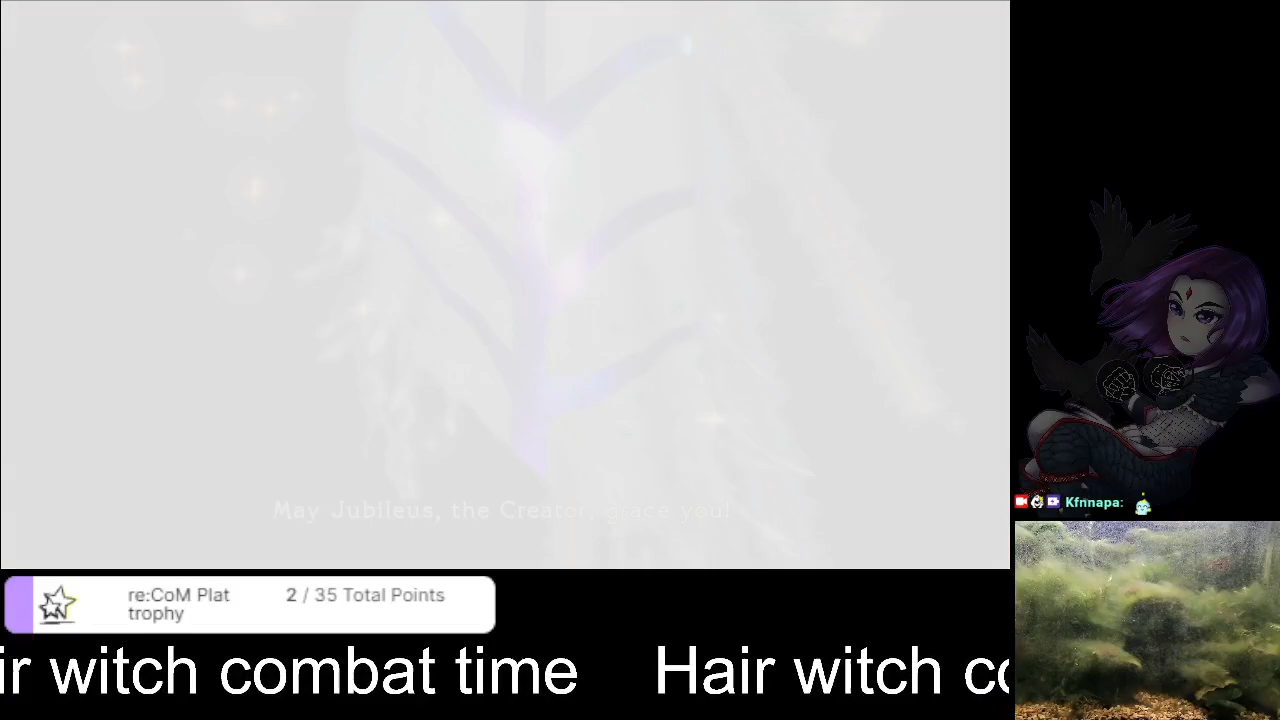 May Jubileus, the Creator, grace you!
Kfnnapa:
re:CoM Plat trophy
2 / 35 Total Points
ir witch combat time Hair witch co